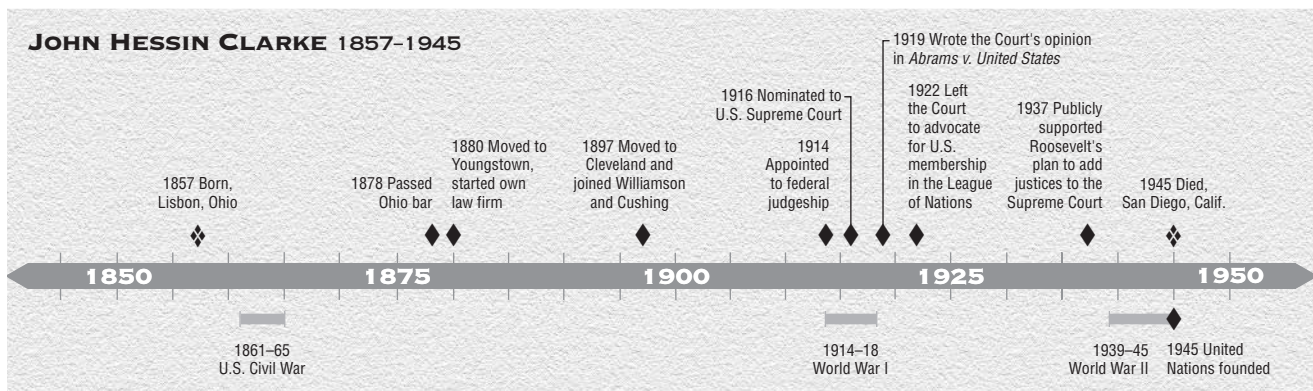 JOHN HESSIN CLARKE 1857–1945
1857 Born,
Lisbon, Ohio
1878 Passed
Ohio bar
1880 Moved to
Youngstown,
started own
law firm
1897 Moved to
Cleveland and
joined Williamson
and Cushing
1914
Appointed
to federal
judgeship
1916 Nominated to
U.S. Supreme Court
1919 Wrote the Court's opinion
in Abrams v. United States
1922 Left
the Court
to advocate
for U.S.
membership
in the League
of Nations
1937 Publicly
supported
Roosevelt's
plan to add
justices to the
Supreme Court
1945 Died,
San Diego, Calif.
1850 1875 1900 1925 1950
1861–65
U.S. Civil War
1914–18
World War I
1939–45
World War II
1945 United
Nations founded